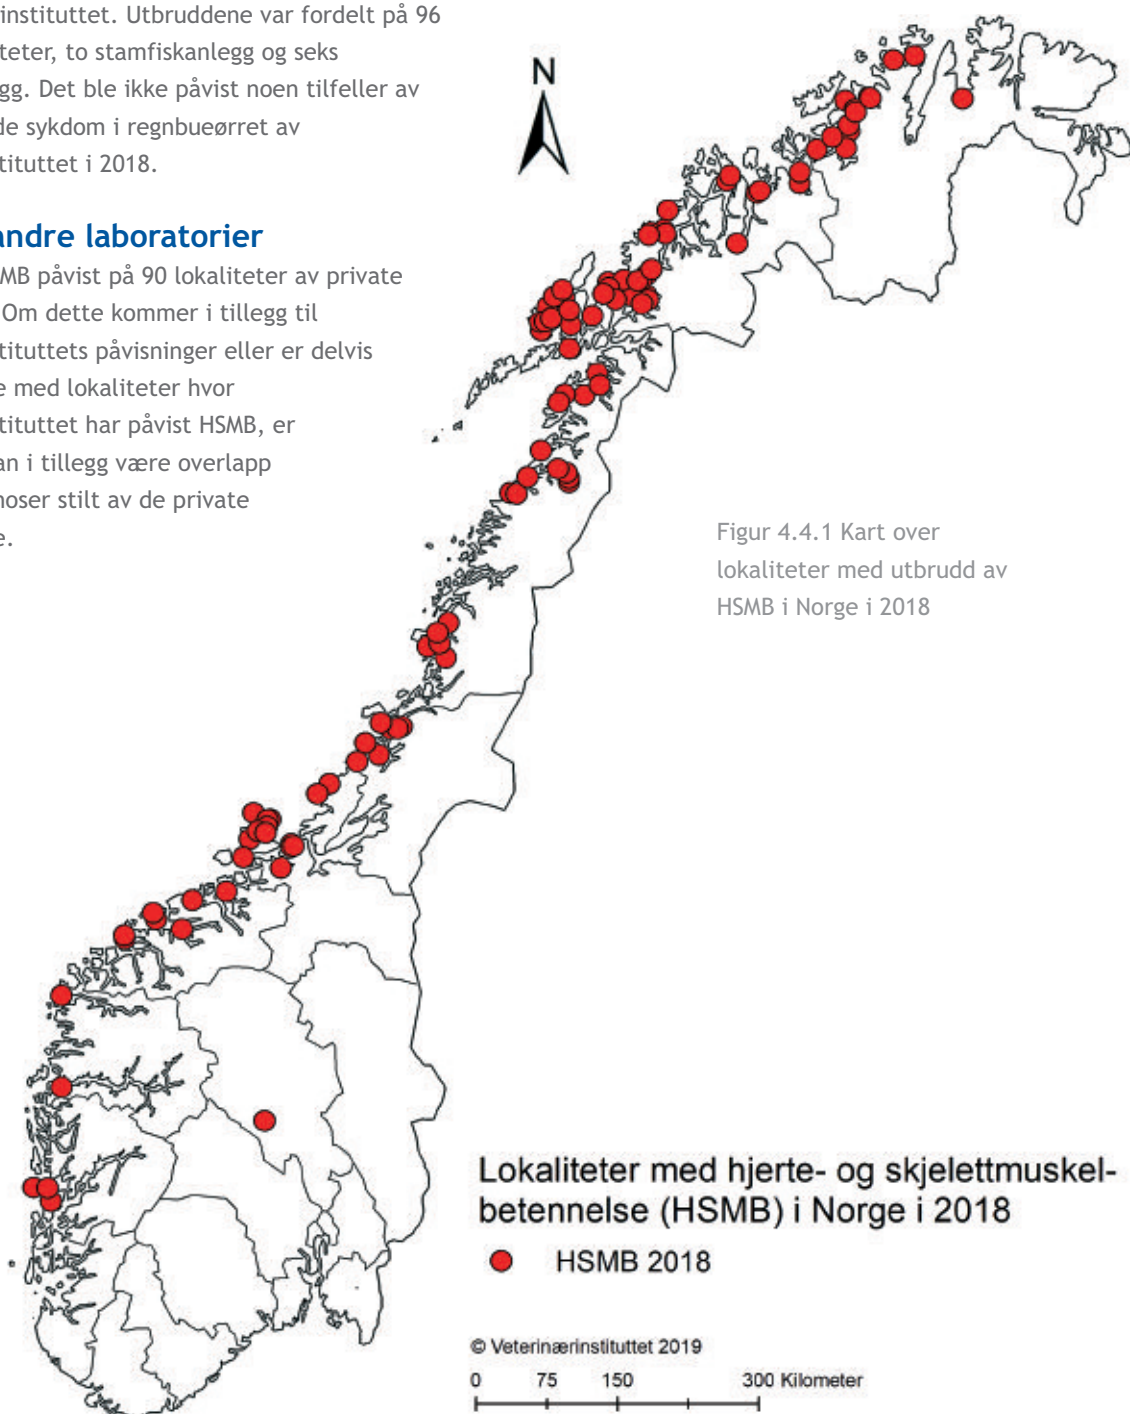 instituttet. Utbruddene var fordelt på 96
teter, to stamfiskanlegg og seks
gg. Det ble ikke påvist noen tilfeller av
de sykdom i regnbueørret av
tituttet i 2018.
andre laboratorier
MB påvist på 90 lokaliteter av private
Om dette kommer i tillegg til
tituttets påvisninger eller er delvis
e med lokaliteter hvor
tituttet har påvist HSMB, er
an i tillegg være overlapp
noser stilt av de private
e.
N
Figur 4.4.1 Kart over
lokaliteter med utbrudd av
HSMB i Norge i 2018
Lokaliteter med hjerte- og skjelettmuskel-
betennelse (HSMB) i Norge i 2018
HSMB 2018
© Veterinærinstituttet 2019
0 75 150 300 Kilometer